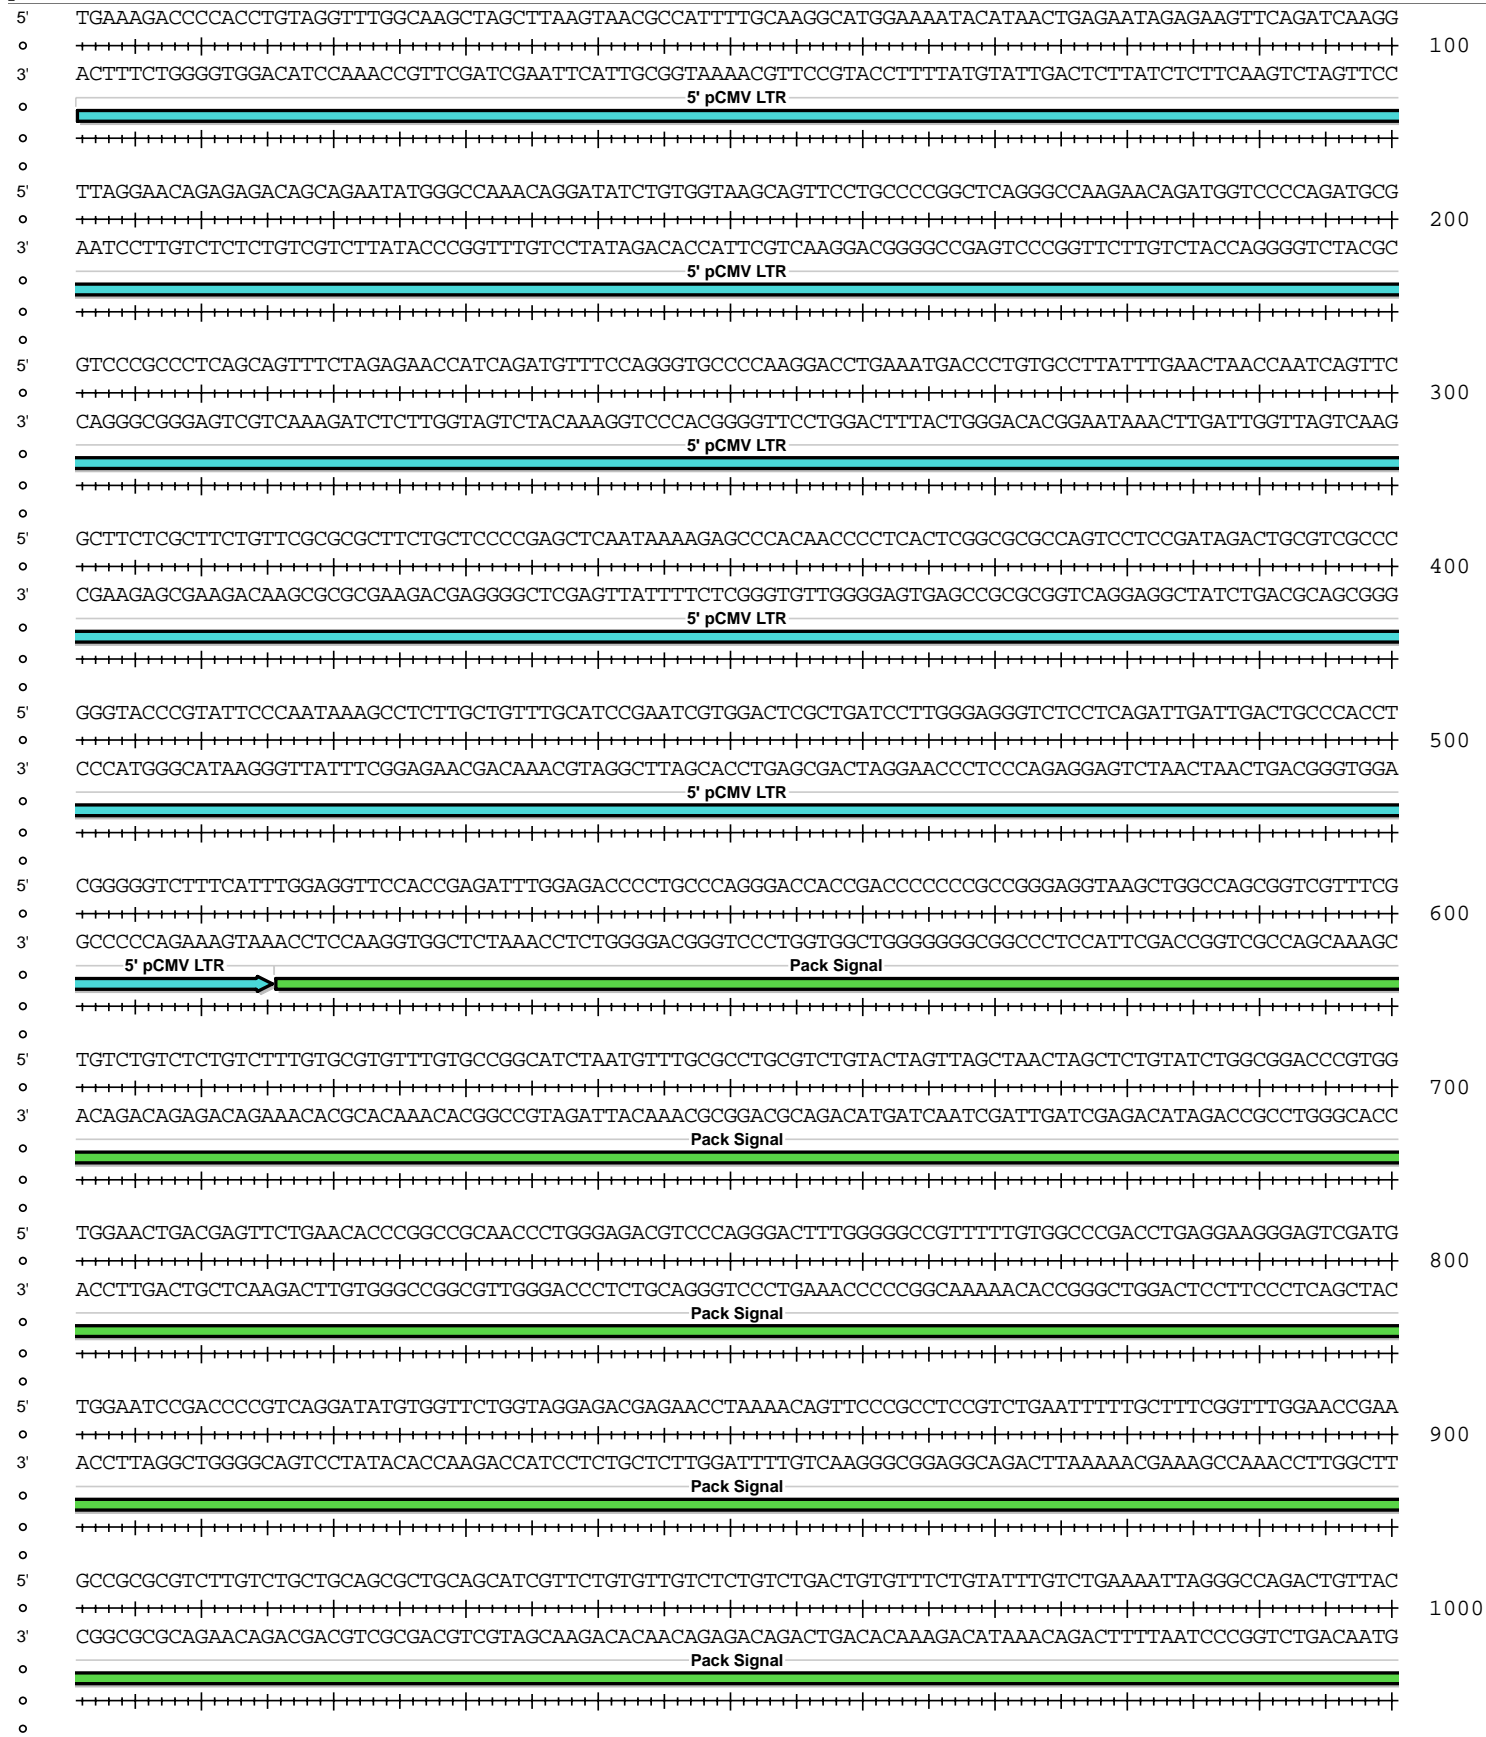 5' TGAAAGACCCCACCTGTAGGTTTGGCAAGCTAGCTTAAGTAACGCCATTTTGCAAGGCATGGAAAATACATAACTGAGAATAGAGAAGTTCAGATCAAGG
100
3' ACTTTCTGGGGTGGACATCCAAACCGTTCGATCGAATTCATTGCGGTAAAACGTTCCGTACCTTTTATGTATTGACTCTTATCTCTTCAAGTCTAGTTCC
5' pCMV LTR
5' TTAGGAACAGAGAGACAGCAGAATATGGGCCAAACAGGATATCTGTGGTAAGCAGTTCCTGCCCCGGCTCAGGGCCAAGAACAGATGGTCCCCAGATGCG
200
3' AATCCTTGTCTCTCTGTCGTCTTATACCCGGTTTGTCCTATAGACACCATTCGTCAAGGACGGGGCCGAGTCCCGGTTCTTGTCTACCAGGGGTCTACGC
5' pCMV LTR
5' GTCCCGCCCTCAGCAGTTTCTAGAGAACCATCAGATGTTTCCAGGGTGCCCCAAGGACCTGAAATGACCCTGTGCCTTATTTGAACTAACCAATCAGTTC
300
3' CAGGGCGGGAGTCGTCAAAGATCTCTTGGTAGTCTACAAAGGTCCCACGGGGTTCCTGGACTTTACTGGGACACGGAATAAACTTGATTGGTTAGTCAAG
5' pCMV LTR
5' GCTTCTCGCTTCTGTTCGCGCGCTTCTGCTCCCCGAGCTCAATAAAAGAGCCCACAACCCCTCACTCGGCGCGCCAGTCCTCCGATAGACTGCGTCGCCC
400
3' CGAAGAGCGAAGACAAGCGCGCGAAGACGAGGGGCTCGAGTTATTTTCTCGGGTGTTGGGGAGTGAGCCGCGCGGTCAGGAGGCTATCTGACGCAGCGGG
5' pCMV LTR
5' GGGTACCCGTATTCCCAATAAAGCCTCTTGCTGTTTGCATCCGAATCGTGGACTCGCTGATCCTTGGGAGGGTCTCCTCAGATTGATTGACTGCCCACCT
500
3' CCCATGGGCATAAGGGTTATTTCGGAGAACGACAAACGTAGGCTTAGCACCTGAGCGACTAGGAACCCTCCCAGAGGAGTCTAACTAACTGACGGGTGGA
5' pCMV LTR
5' CGGGGGTCTTTCATTTGGAGGTTCCACCGAGATTTGGAGACCCCTGCCCAGGGACCACCGACCCCCCCGCCGGGAGGTAAGCTGGCCAGCGGTCGTTTCG
600
3' GCCCCCAGAAAGTAAACCTCCAAGGTGGCTCTAAACCTCTGGGGACGGGTCCCTGGTGGCTGGGGGGGCGGCCCTCCATTCGACCGGTCGCCAGCAAAGC
5' pCMV LTR Pack Signal
5' TGTCTGTCTCTGTCTTTGTGCGTGTTTGTGCCGGCATCTAATGTTTGCGCCTGCGTCTGTACTAGTTAGCTAACTAGCTCTGTATCTGGCGGACCCGTGG
700
3' ACAGACAGAGACAGAAACACGCACAAACACGGCCGTAGATTACAAACGCGGACGCAGACATGATCAATCGATTGATCGAGACATAGACCGCCTGGGCACC
Pack Signal
5' TGGAACTGACGAGTTCTGAACACCCGGCCGCAACCCTGGGAGACGTCCCAGGGACTTTGGGGGCCGTTTTTGTGGCCCGACCTGAGGAAGGGAGTCGATG
800
3' ACCTTGACTGCTCAAGACTTGTGGGCCGGCGTTGGGACCCTCTGCAGGGTCCCTGAAACCCCCGGCAAAAACACCGGGCTGGACTCCTTCCCTCAGCTAC
Pack Signal
5' TGGAATCCGACCCCGTCAGGATATGTGGTTCTGGTAGGAGACGAGAACCTAAAACAGTTCCCGCCTCCGTCTGAATTTTTGCTTTCGGTTTGGAACCGAA
900
3' ACCTTAGGCTGGGGCAGTCCTATACACCAAGACCATCCTCTGCTCTTGGATTTTGTCAAGGGCGGAGGCAGACTTAAAAACGAAAGCCAAACCTTGGCTT
Pack Signal
5' GCCGCGCGTCTTGTCTGCTGCAGCGCTGCAGCATCGTTCTGTGTTGTCTCTGTCTGACTGTGTTTCTGTATTTGTCTGAAAATTAGGGCCAGACTGTTAC
1000
3' CGGCGCGCAGAACAGACGACGTCGCGACGTCGTAGCAAGACACAACAGAGACAGACTGACACAAAGACATAAACAGACTTTTAATCCCGGTCTGACAATG
Pack Signal